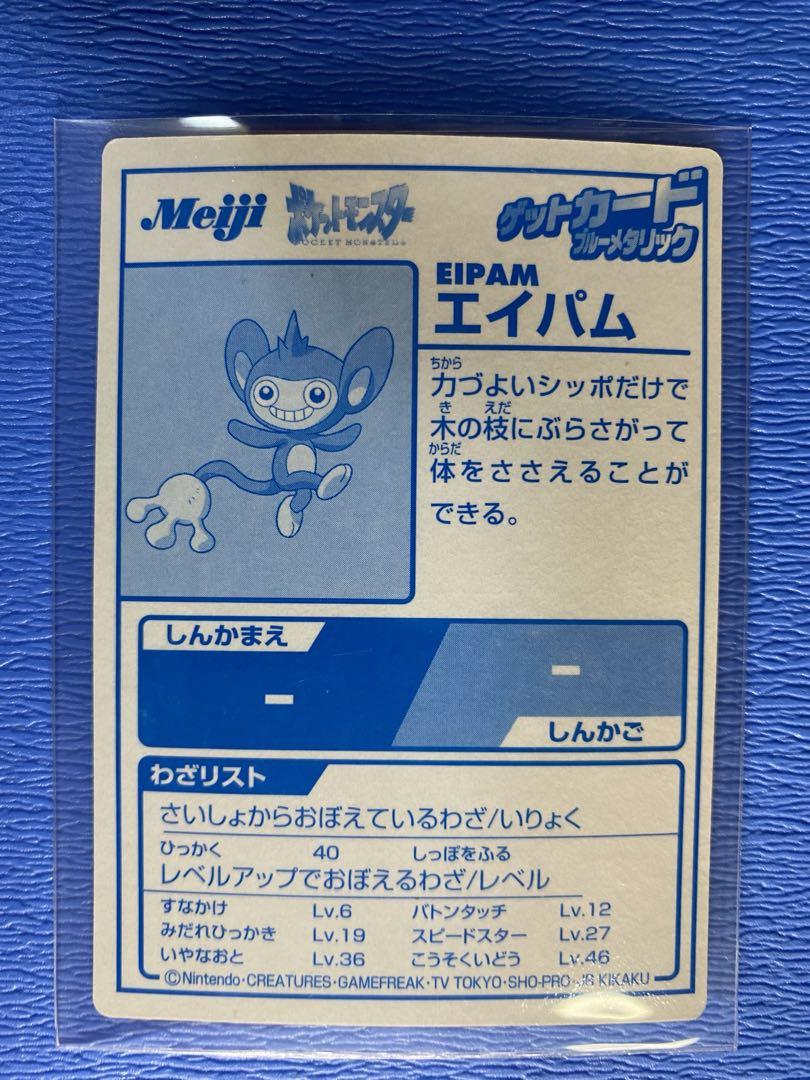 Meiji
ポケットモンスター
POCKET MONSTERS
ゲットカード
ブルーメタリック
EIPAM
エイパム
ちから
力づよいシッポだけで
き えだ
木の枝にぶらさがって
からだ
体をささえることが
できる。
しんかまえ
-
-
しんかご
わざリスト
さいしょからおぼえているわざ/いりょく
ひっかく 40 しっぽをふる
レベルアップでおぼえるわざ/レベル
すなかけ Lv.6 バトンタッチ Lv.12
みだれひっかき Lv.19 スピードスター Lv.27
いやなおと Lv.36 こうそくいどう Lv.46
©Nintendo・CREATURES・GAMEFREAK・TV TOKYO・SHO-PRO・JR KIKAKU